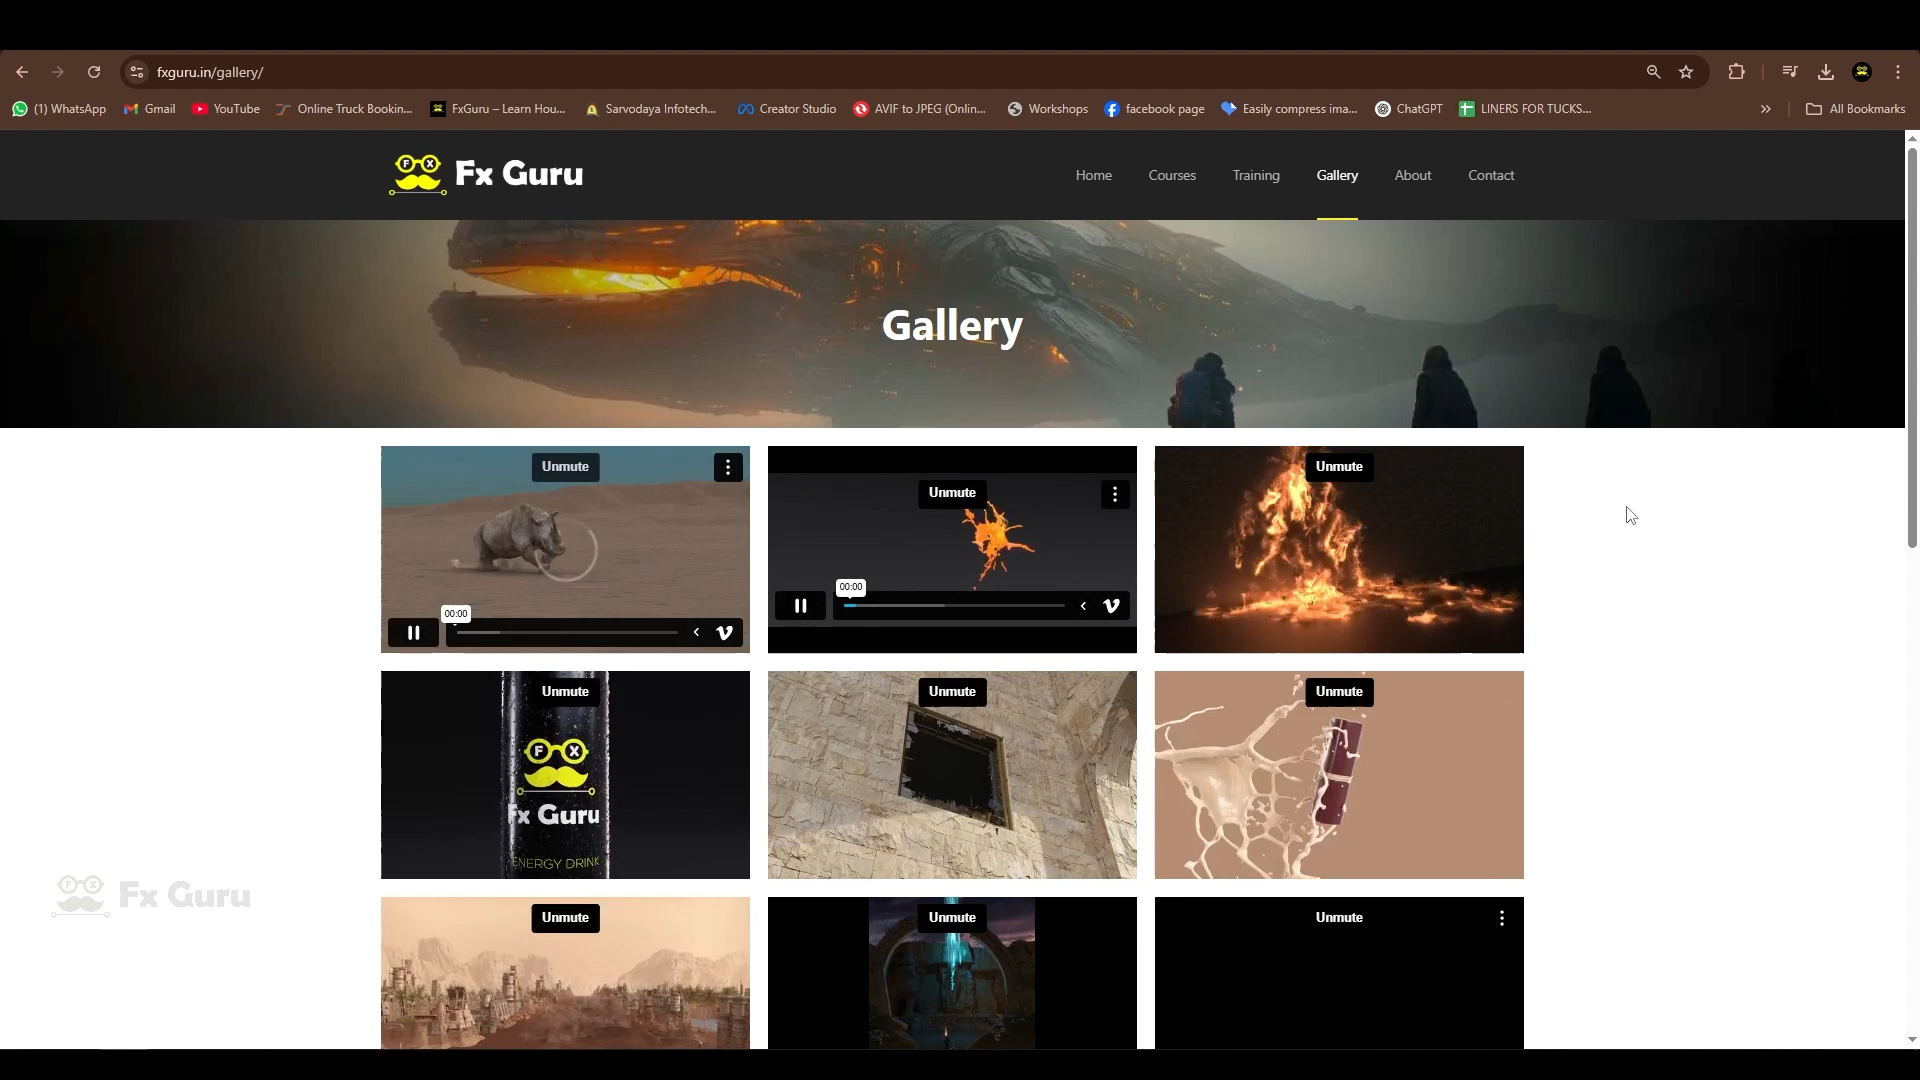 fxguru.in/gallery/
(1) WhatsApp
Gmail
YouTube
Online Truck Bookin...
FxGuru – Learn Hou...
Sarvodaya Infotech...
Creator Studio
AVIF to JPEG (Onlin...
Workshops
facebook page
Easily compress ima...
ChatGPT
LINERS FOR TUCKS...
»
All Bookmarks
FX Fx Guru
Home
Courses
Training
Gallery
About
Contact
Gallery
Unmute
Unmute
Unmute
00:00
00:00
Unmute
Unmute
Unmute
FX
Fx Guru
ENERGY DRINK
FX Fx Guru
Unmute
Unmute
Unmute